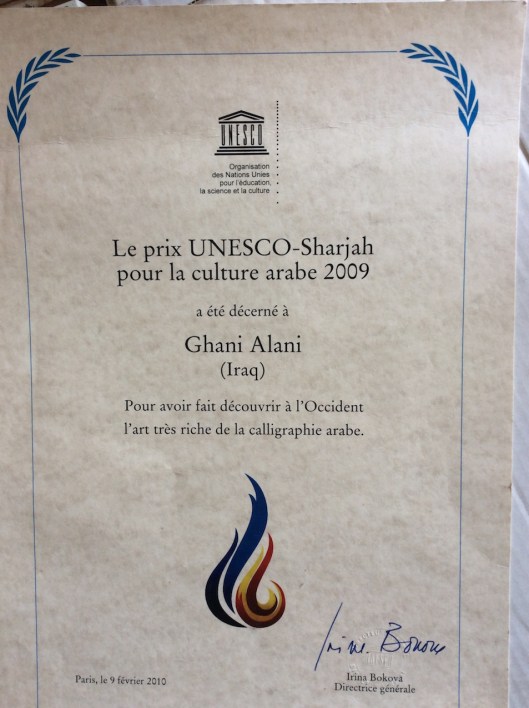 UNESCO
Organisation
des Nations Unies
pour l'éducation,
la science et la culture
Le prix UNESCO-Sharjah
pour la culture arabe 2009
a été décerné à
Ghani Alani
(Iraq)
Pour avoir fait découvrir à l'Occident
l'art très riche de la calligraphie arabe.
Irina Bokova
Paris, le 9 février 2010
Irina Bokova
Directrice générale